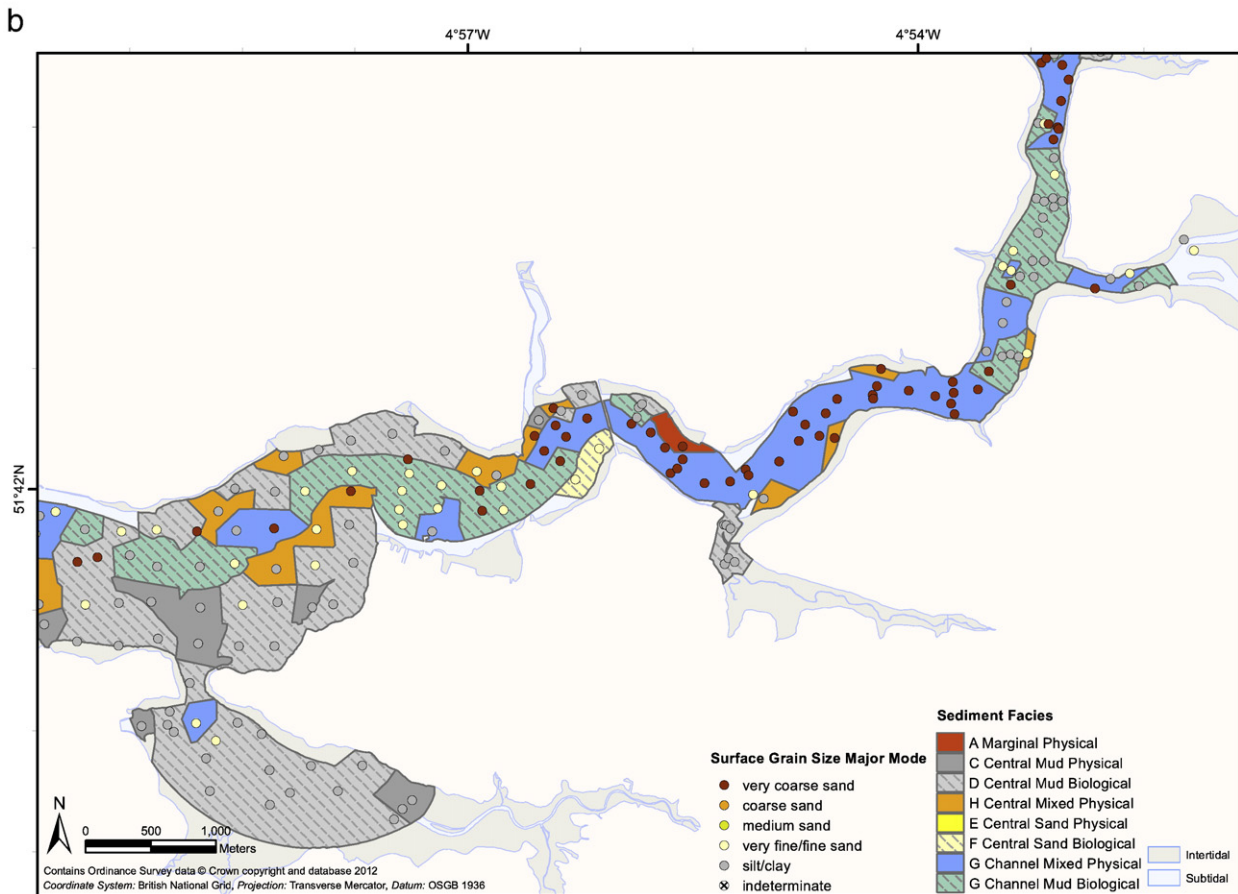 b
4°57'W
4°54'W
51°42'N
N
0 500 1,000
Meters
Contains Ordinance Survey data © Crown copyright and database 2012
Coordinate System: British National Grid, Projection: Transverse Mercator, Datum: OSGB 1936
Surface Grain Size Major Mode
very coarse sand
coarse sand
medium sand
very fine/fine sand
silt/clay
indeterminate
Sediment Facies
A Marginal Physical
C Central Mud Physical
D Central Mud Biological
H Central Mixed Physical
E Central Sand Physical
F Central Sand Biological
G Channel Mixed Physical
G Channel Mud Biological
Intertidal
Subtidal